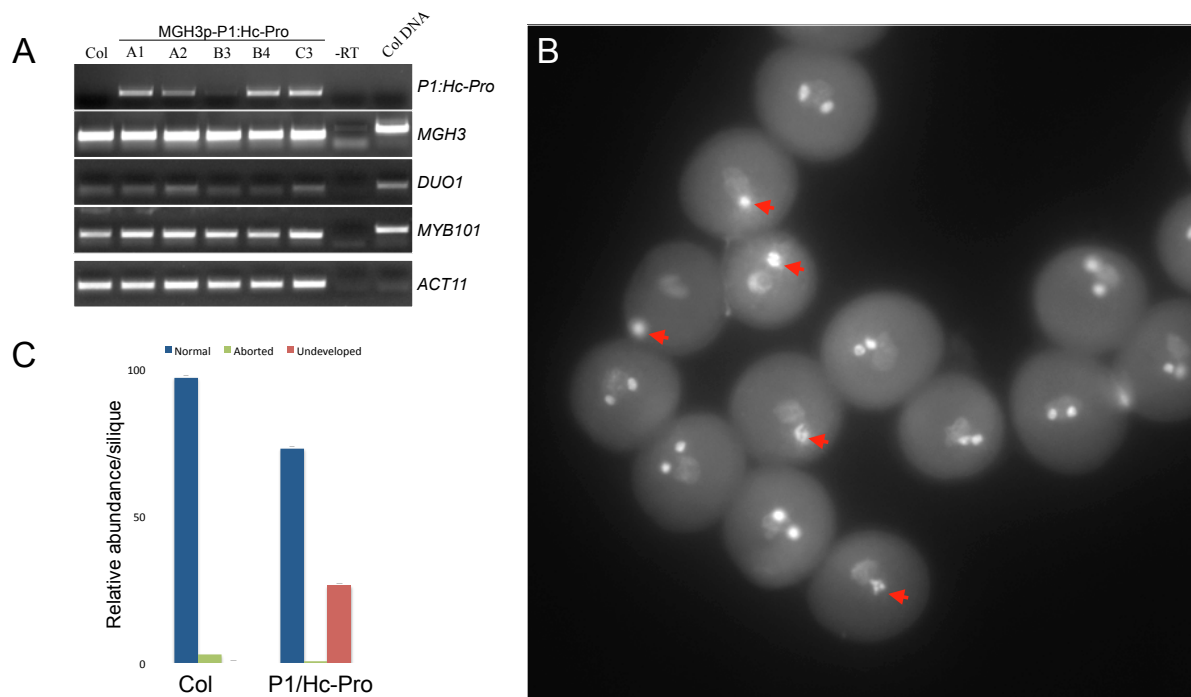 A
MGH3p-P1:Hc-Pro
Col A1 A2 B3 B4 C3 -RT Col DNA
P1:Hc-Pro
MGH3
DUO1
MYB101
ACT11
B
C
Normal Aborted Undeveloped
100
50
0
Relative abundance/silique
Col P1/Hc-Pro